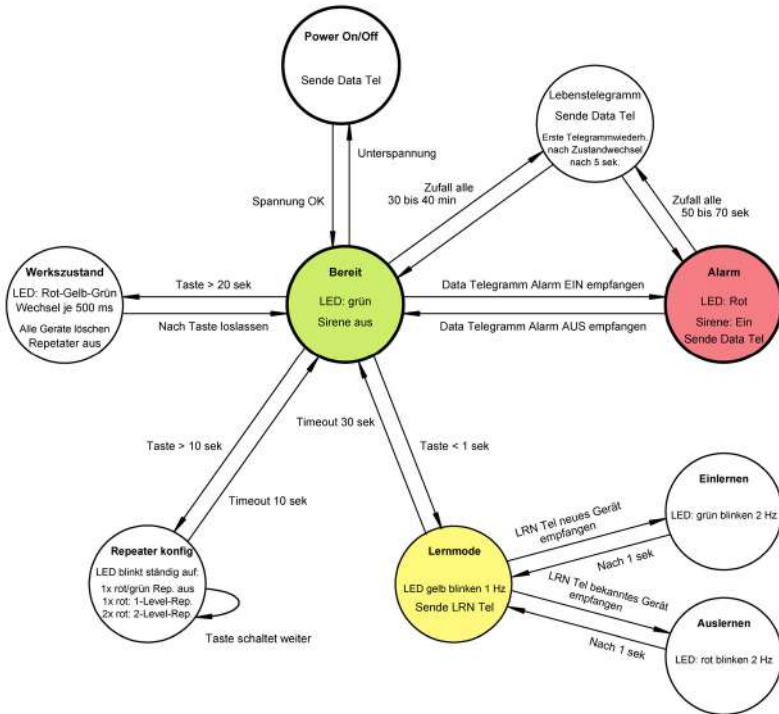 Power On/Off
Sende Data Tel
Lebenstelegramm
Sende Data Tel
Erste Telegrammwiederh.
nach Zustandwechsel
nach 5 sek.
Unterspannung
Spannung OK
Zufall alle
30 bis 40 min
Zufall alle
50 bis 70 sek
Werkszustand
LED: Rot-Gelb-Grün
Wechsel je 500 ms
Alle Geräte löschen
Repetater aus
Taste > 20 sek
Nach Taste loslassen
Bereit
LED: grün
Sirene aus
Data Telegramm Alarm EIN empfangen
Data Telegramm Alarm AUS empfangen
Alarm
LED: Rot
Sirene: Ein
Sende Data Tel
Taste > 10 sek
Timeout 10 sek
Timeout 30 sek
Taste < 1 sek
Repeater konfig
LED blinkt ständig auf:
1x rot/grün Rep. aus
1x rot: 1-Level-Rep.
2x rot: 2-Level-Rep.
Taste schaltet weiter
Lernmode
LED gelb blinken 1 Hz
Sende LRN Tel
LRN Tel neues Gerät
empfangen
Nach 1 sek
Einlernen
LED: grün blinken 2 Hz
LRN Tel bekanntes Gerät
empfangen
Nach 1 sek
Auslernen
LED: rot blinken 2 Hz